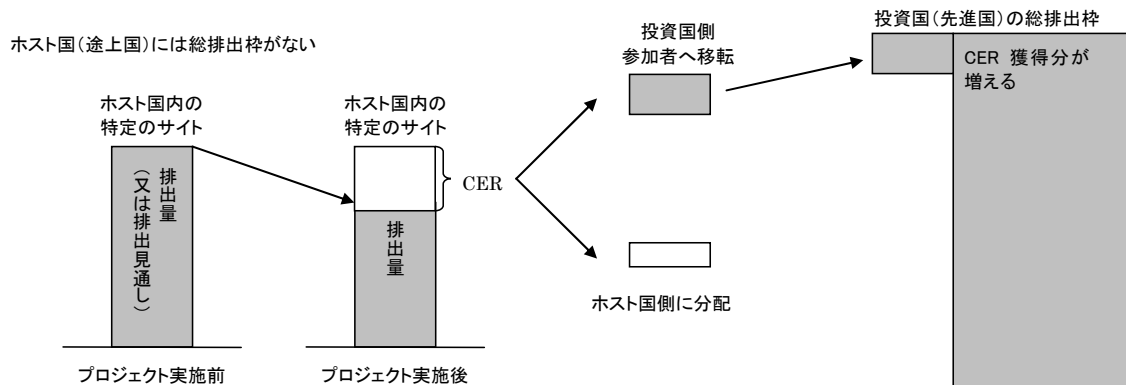 ホスト国（途上国）には総排出枠がない
ホスト国内の
特定のサイト
排出量
（又は排出見通し）
プロジェクト実施前
ホスト国内の
特定のサイト
CER
排出量
プロジェクト実施後
投資国側
参加者へ移転
ホスト国側に分配
投資国（先進国）の総排出枠
CER 獲得分が
増える